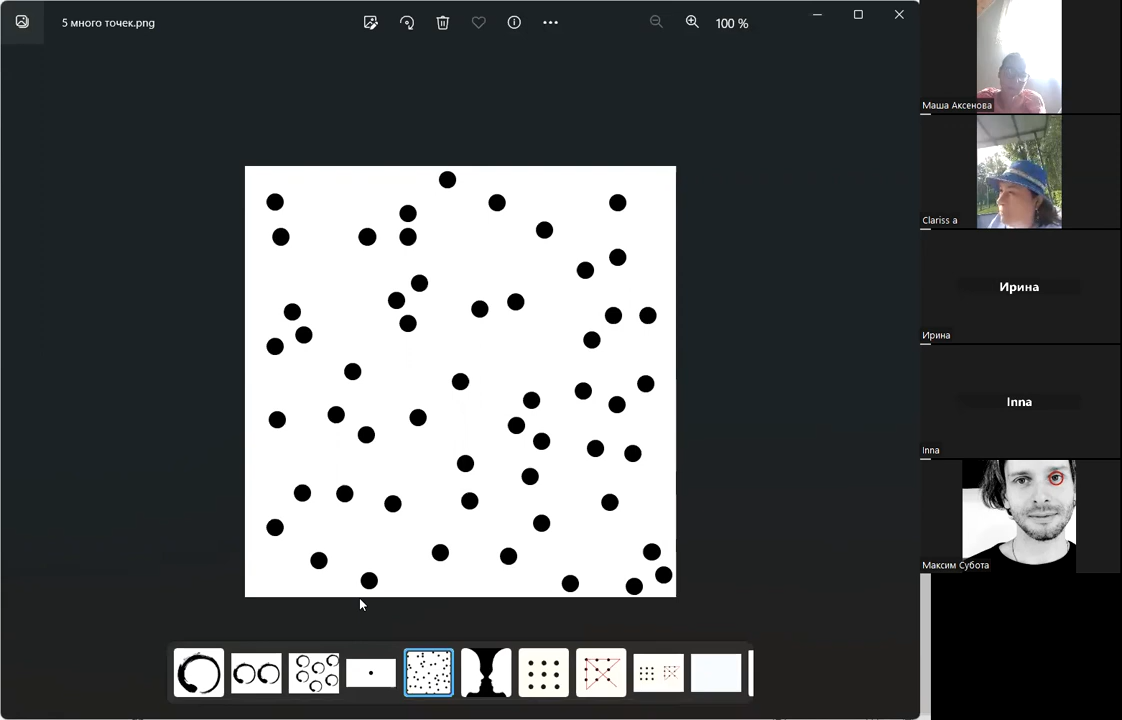 5 много точек.png
100 %
Маша Аксенова
Clariss a
Ирина
Ирина
Inna
Inna
Максим Субота